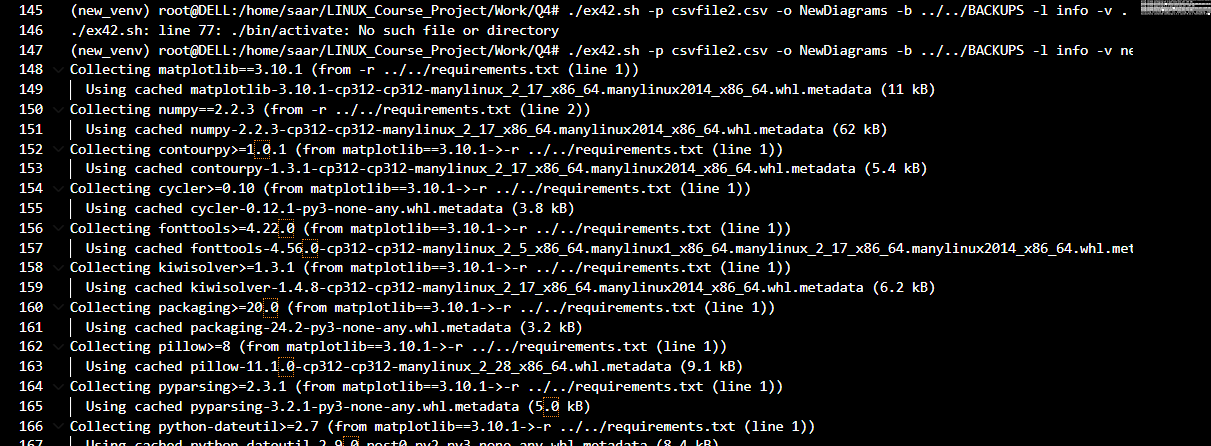 145 (new_venv) root@DELL:/home/saar/LINUX_Course_Project/Work/Q4# ./ex42.sh -p csvfile2.csv -o NewDiagrams -b ../../BACKUPS -l info -v .
146 ./ex42.sh: line 77: ./bin/activate: No such file or directory
147 (new_venv) root@DELL:/home/saar/LINUX_Course_Project/Work/Q4# ./ex42.sh -p csvfile2.csv -o NewDiagrams -b ../../BACKUPS -l info -v ne
148 Collecting matplotlib==3.10.1 (from -r ../../requirements.txt (line 1))
149 Using cached matplotlib-3.10.1-cp312-cp312-manylinux_2_17_x86_64.manylinux2014_x86_64.whl.metadata (11 kB)
150 Collecting numpy==2.2.3 (from -r ../../requirements.txt (line 2))
151 Using cached numpy-2.2.3-cp312-cp312-manylinux_2_17_x86_64.manylinux2014_x86_64.whl.metadata (62 kB)
152 Collecting contourpy>=1.0.1 (from matplotlib==3.10.1->-r ../../requirements.txt (line 1))
153 Using cached contourpy-1.3.1-cp312-cp312-manylinux_2_17_x86_64.manylinux2014_x86_64.whl.metadata (5.4 kB)
154 Collecting cycler>=0.10 (from matplotlib==3.10.1->-r ../../requirements.txt (line 1))
155 Using cached cycler-0.12.1-py3-none-any.whl.metadata (3.8 kB)
156 Collecting fonttools>=4.22.0 (from matplotlib==3.10.1->-r ../../requirements.txt (line 1))
157 Using cached fonttools-4.56.0-cp312-cp312-manylinux_2_5_x86_64.manylinux1_x86_64.manylinux_2_17_x86_64.manylinux2014_x86_64.whl.met
158 Collecting kiwisolver>=1.3.1 (from matplotlib==3.10.1->-r ../../requirements.txt (line 1))
159 Using cached kiwisolver-1.4.8-cp312-cp312-manylinux_2_17_x86_64.manylinux2014_x86_64.whl.metadata (6.2 kB)
160 Collecting packaging>=20.0 (from matplotlib==3.10.1->-r ../../requirements.txt (line 1))
161 Using cached packaging-24.2-py3-none-any.whl.metadata (3.2 kB)
162 Collecting pillow>=8 (from matplotlib==3.10.1->-r ../../requirements.txt (line 1))
163 Using cached pillow-11.1.0-cp312-cp312-manylinux_2_28_x86_64.whl.metadata (9.1 kB)
164 Collecting pyparsing>=2.3.1 (from matplotlib==3.10.1->-r ../../requirements.txt (line 1))
165 Using cached pyparsing-3.2.1-py3-none-any.whl.metadata (5.0 kB)
166 Collecting python-dateutil>=2.7 (from matplotlib==3.10.1->-r ../../requirements.txt (line 1))
167 Using cached python_dateutil-2.9.0.post0-py2.py3-none-any.whl.metadata (8.4 kB)